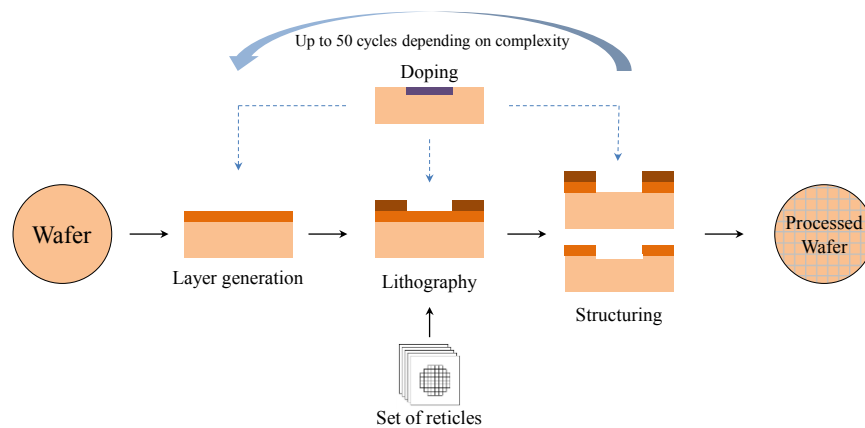 Up to 50 cycles depending on complexity
Doping
Wafer
Processed
Wafer
Layer generation
Lithography
Structuring
Set of reticles